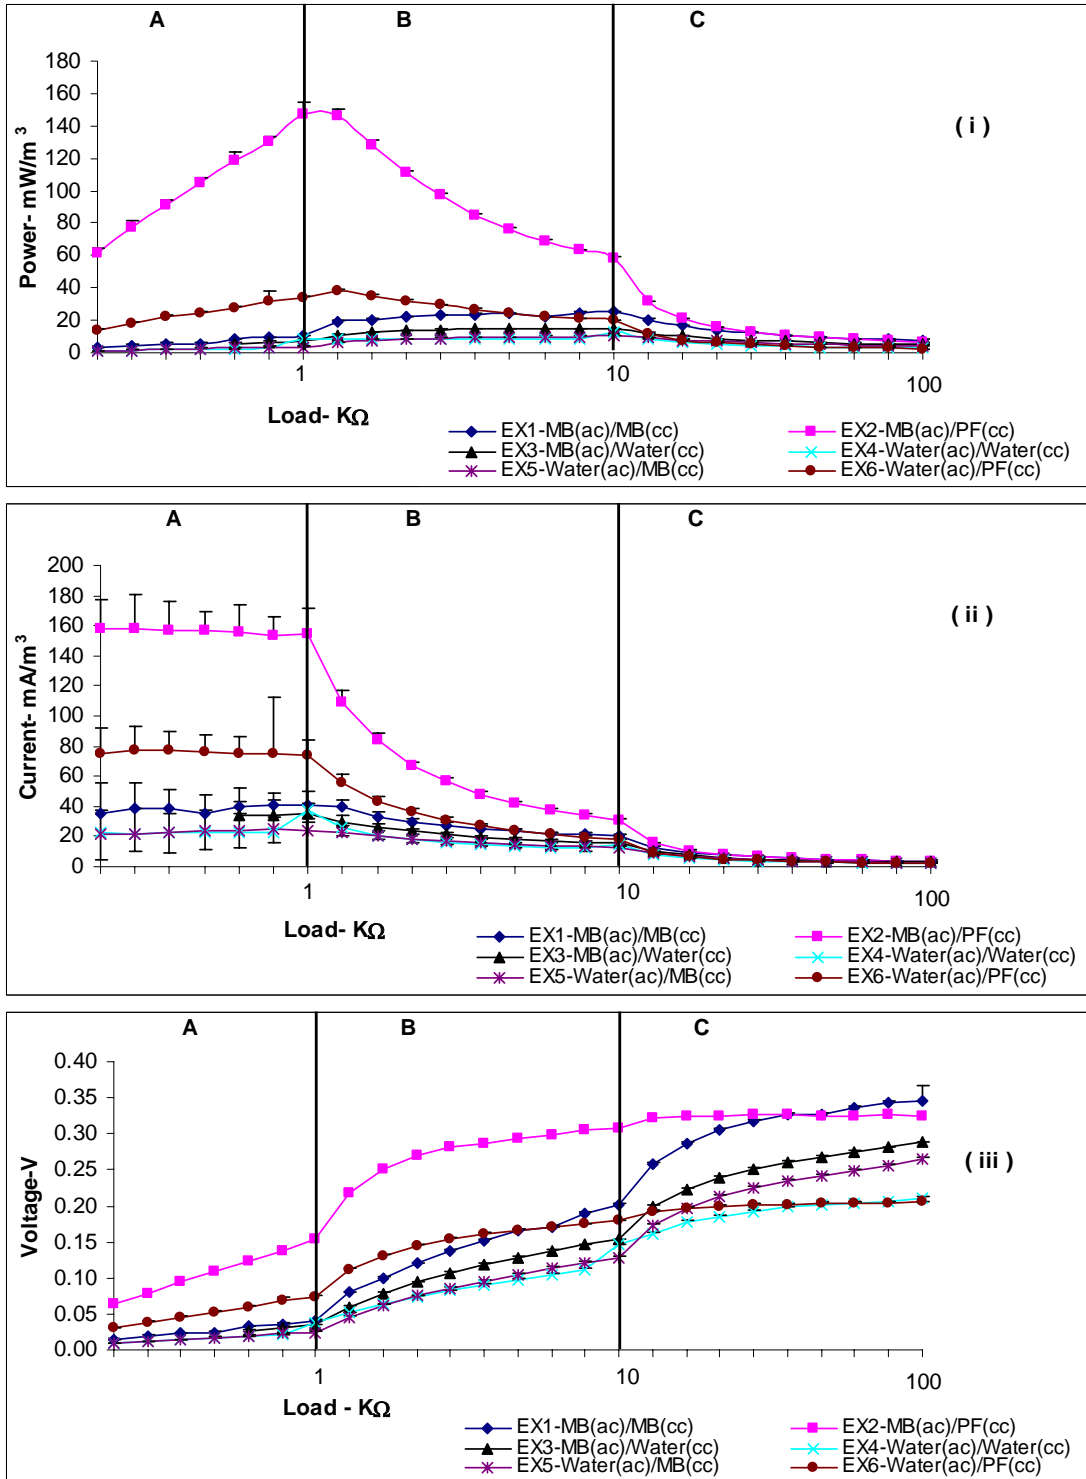 A B C
180
160
140
120
100
80
60
40
20
0
Power- mW/m 3
( i )
1 10 100
Load- KΩ
EX1-MB(ac)/MB(cc) EX2-MB(ac)/PF(cc)
EX3-MB(ac)/Water(cc) EX4-Water(ac)/Water(cc)
EX5-Water(ac)/MB(cc) EX6-Water(ac)/PF(cc)
A B C
200
180
160
140
120
100
80
60
40
20
0
Current- mA/m³
( ii )
1 10 100
Load- KΩ
EX1-MB(ac)/MB(cc) EX2-MB(ac)/PF(cc)
EX3-MB(ac)/Water(cc) EX4-Water(ac)/Water(cc)
EX5-Water(ac)/MB(cc) EX6-Water(ac)/PF(cc)
A B C
0.40
0.35
0.30
0.25
0.20
0.15
0.10
0.05
0.00
Voltage-V
( iii )
1 10 100
Load - KΩ
EX1-MB(ac)/MB(cc) EX2-MB(ac)/PF(cc)
EX3-MB(ac)/Water(cc) EX4-Water(ac)/Water(cc)
EX5-Water(ac)/MB(cc) EX6-Water(ac)/PF(cc)